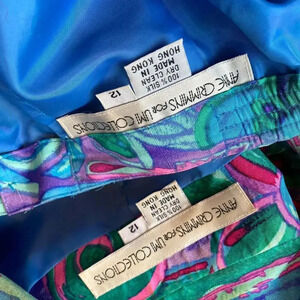 100% SILK
DRY CLEAN
MADE IN
HONG KONG
12
ANNE CRIMMINS FOR UMI COLLECTIONS
100% SILK
DRY CLEAN
MADE IN
HONG KONG
12
ANNE CRIMMINS FOR UMI COLLECTIONS